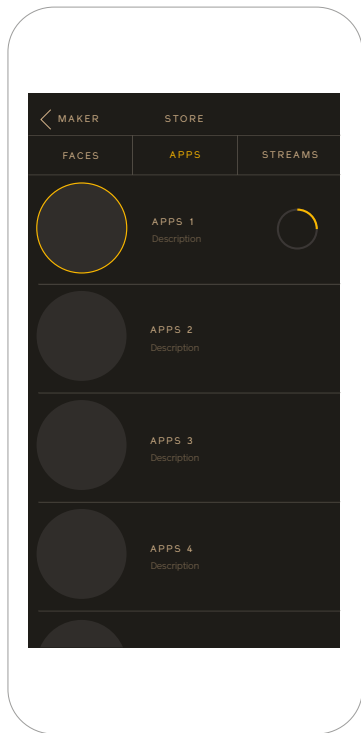 MAKER STORE
FACES APPS STREAMS
APPS 1
Description
APPS 2
Description
APPS 3
Description
APPS 4
Description